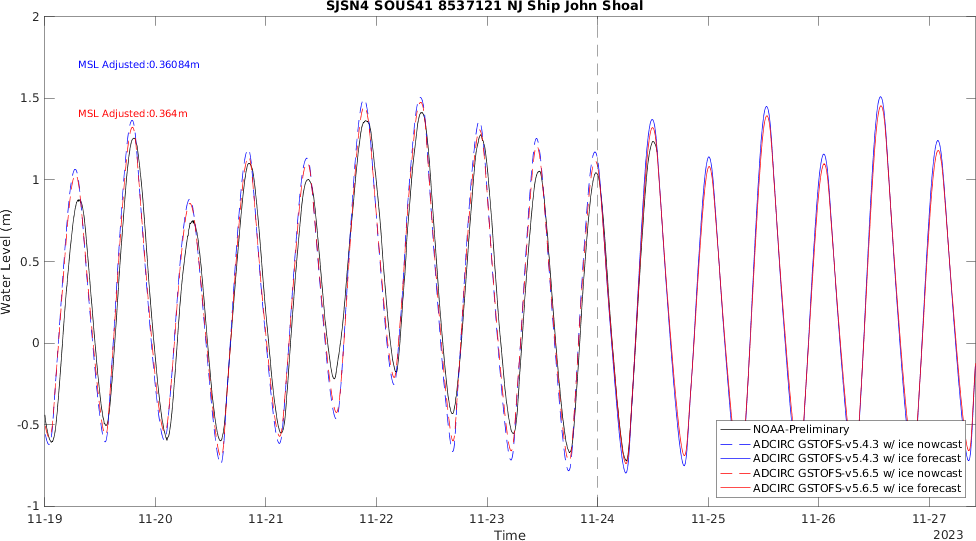 SJSN4 SOUS41 8537121 NJ Ship John Shoal
2
1.5
1
0.5
0
-0.5
-1
Water Level (m)
MSL Adjusted:0.36084m
MSL Adjusted:0.364m
NOAA-Preliminary
ADCIRC GSTOFS-v5.4.3 w/ ice nowcast
ADCIRC GSTOFS-v5.4.3 w/ ice forecast
ADCIRC GSTOFS-v5.6.5 w/ ice nowcast
ADCIRC GSTOFS-v5.6.5 w/ ice forecast
11-19 11-20 11-21 11-22 11-23 11-24 11-25 11-26 11-27
Time
2023